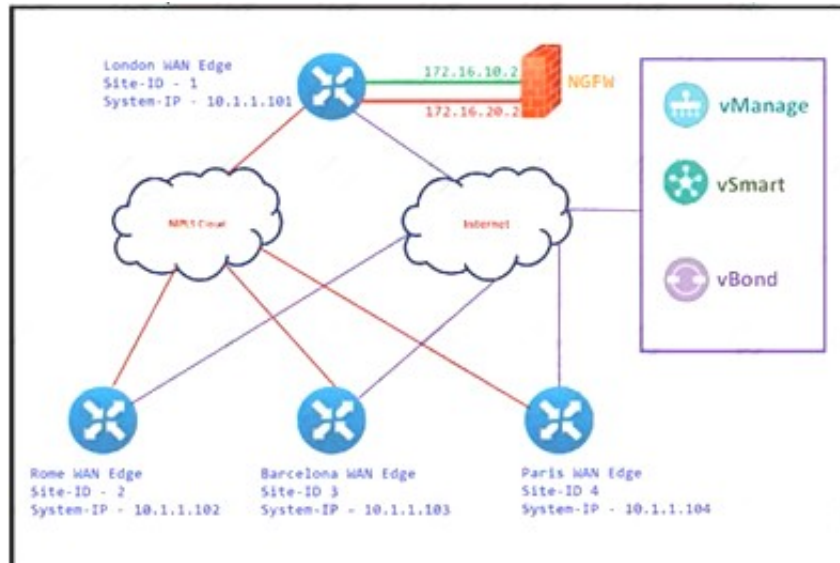 London WAN Edge
Site-ID - 1
System-IP - 10.1.1.101
172.16.10.2
NGFW
172.16.20.2
vManage
vSmart
vBond
MPLS Cloud
Internet
Rome WAN Edge
Site-ID - 2
System-IP - 10.1.1.102
Barcelona WAN Edge
Site-ID 3
System-IP - 10.1.1.103
Paris WAN Edge
Site-ID 4
System-IP - 10.1.1.104